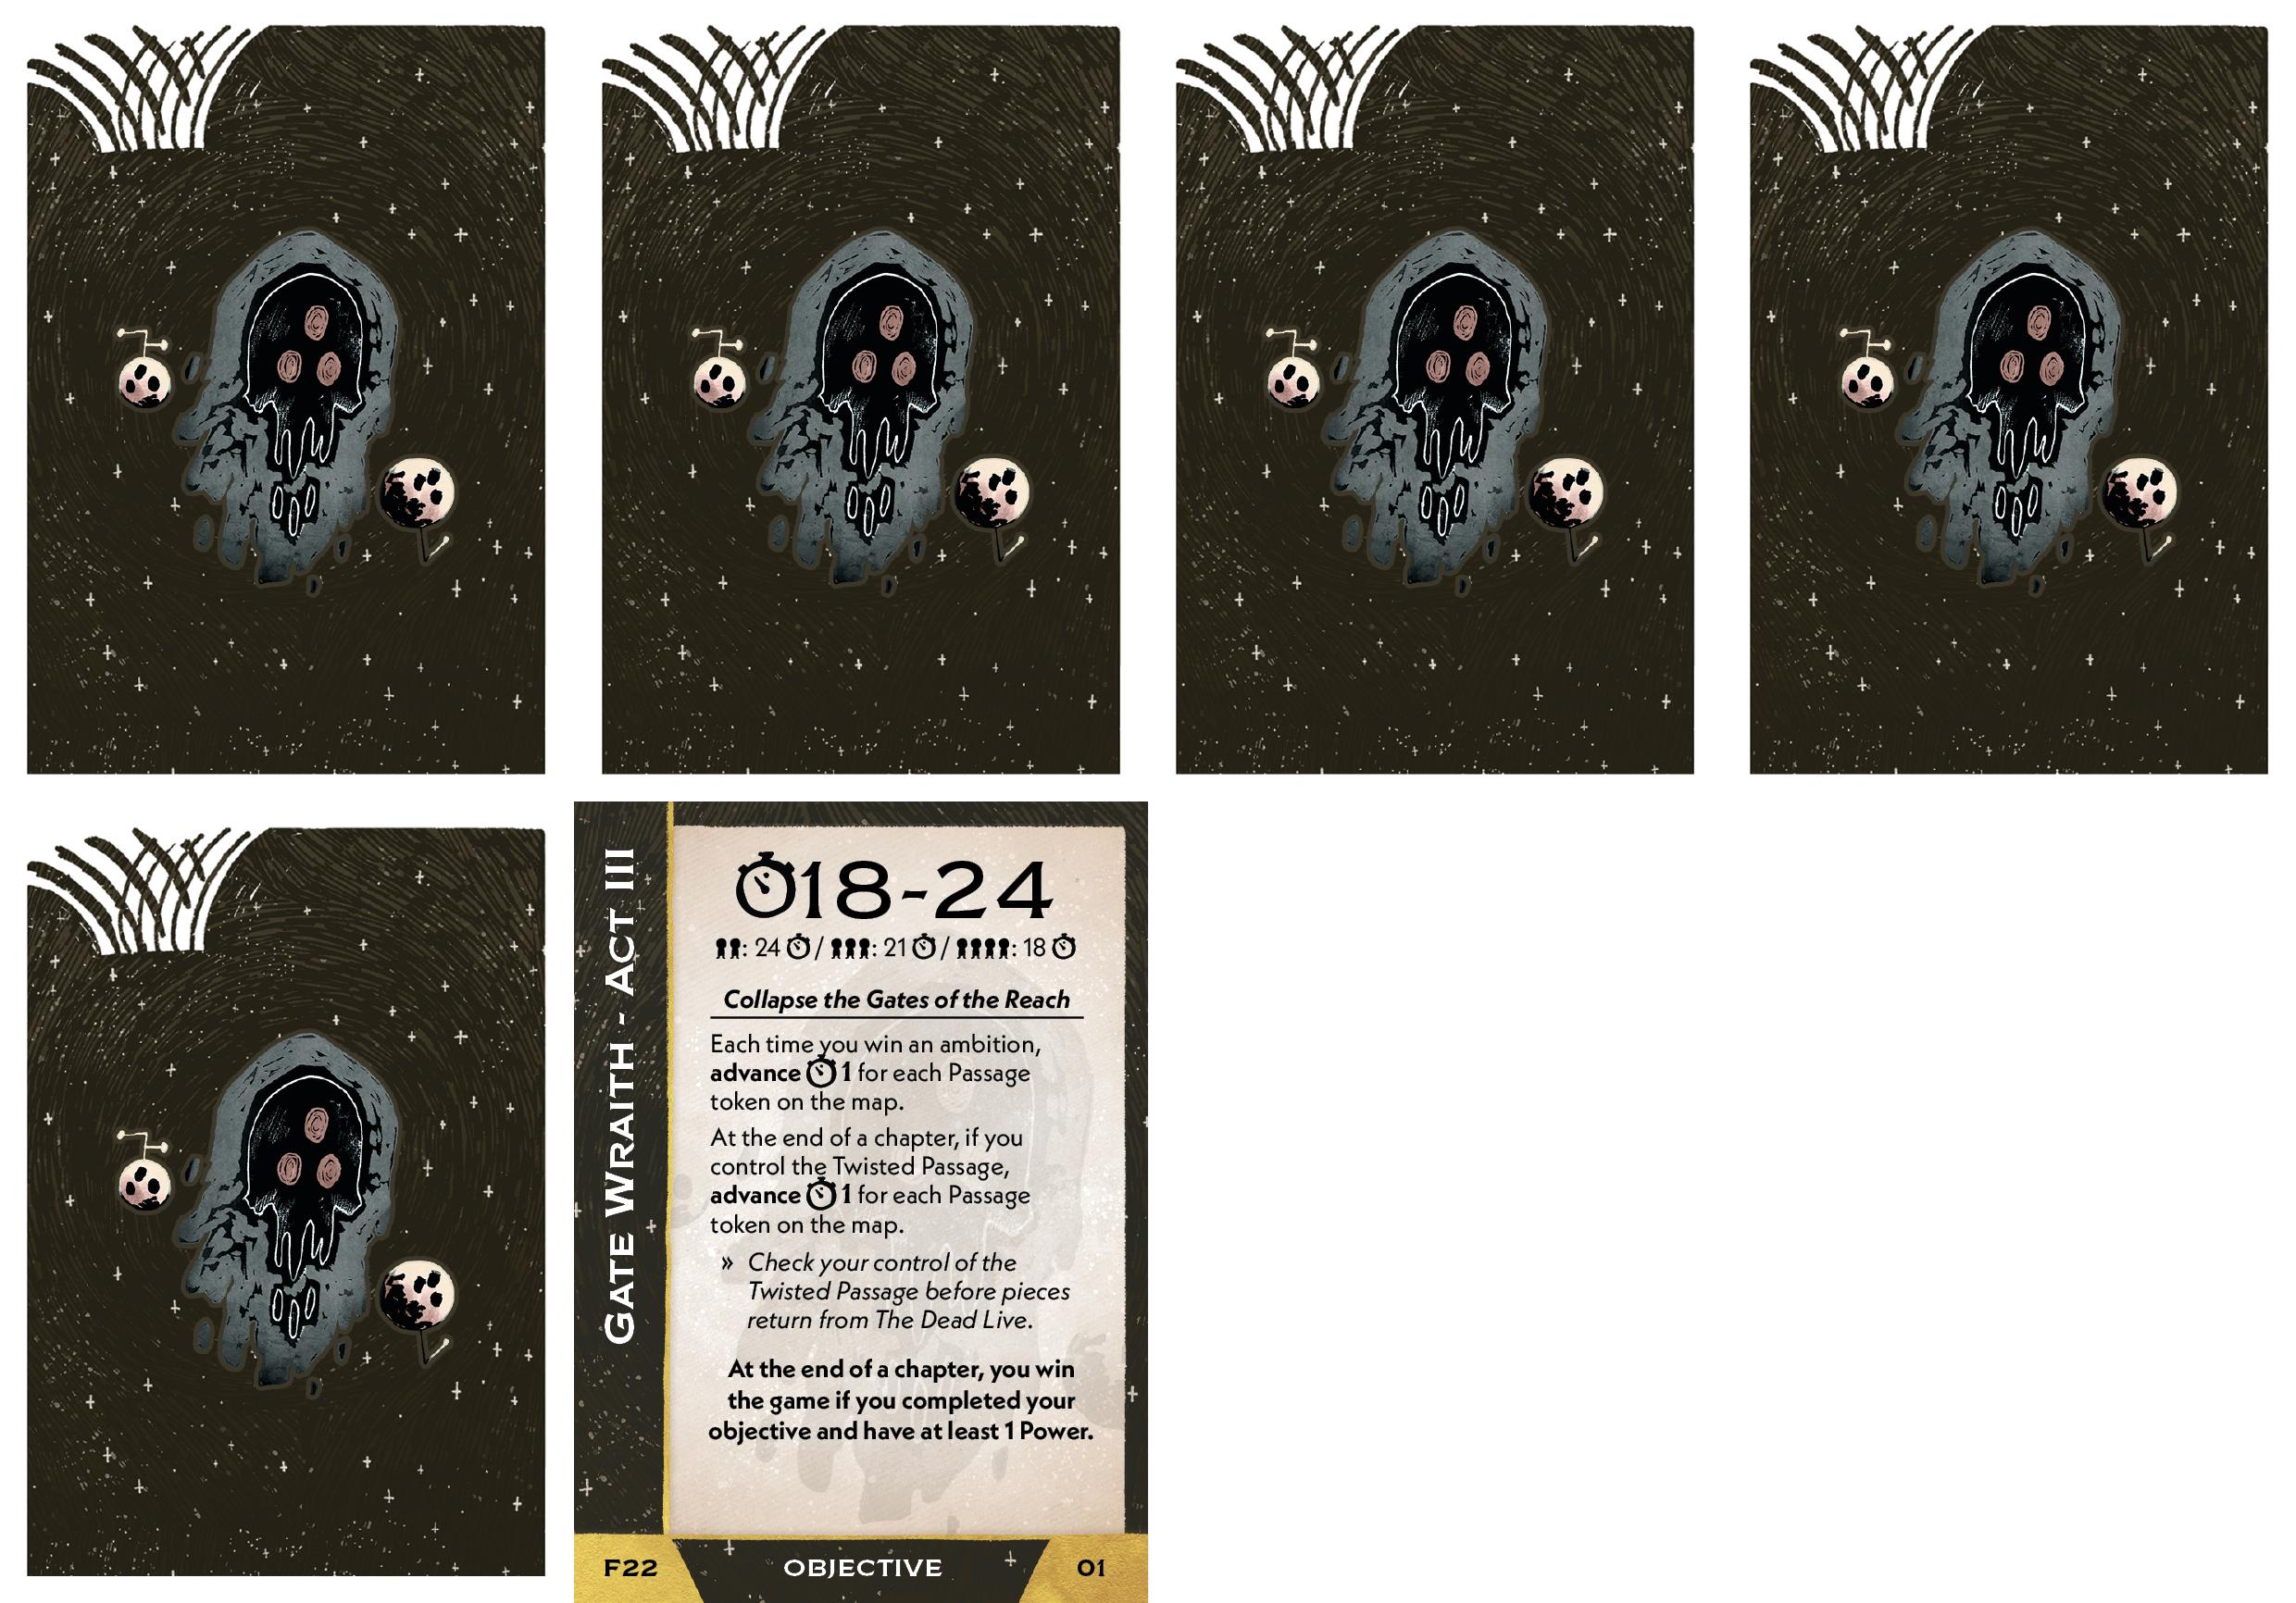 GATE WRAITH - ACT III
18-24
: 24 / : 21 / : 18
Collapse the Gates of the Reach
Each time you win an ambition,
advance 1 for each Passage
token on the map.
At the end of a chapter, if you
control the Twisted Passage,
advance 1 for each Passage
token on the map.
» Check your control of the
Twisted Passage before pieces
return from The Dead Live.
At the end of a chapter, you win
the game if you completed your
objective and have at least 1 Power.
F22
OBJECTIVE
01